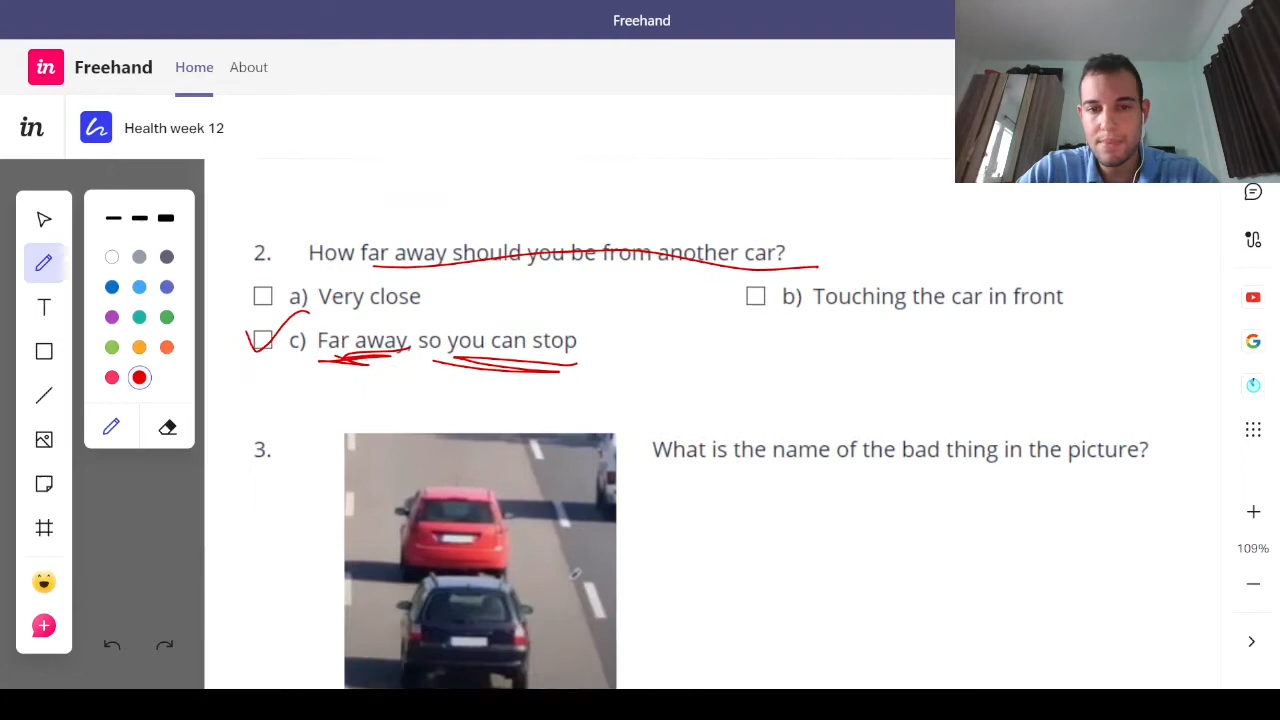 Freehand
in Freehand Home About
in Health week 12
2. How far away should you be from another car?
a) Very close b) Touching the car in front
c) Far away, so you can stop
3. What is the name of the bad thing in the picture?
T
109%